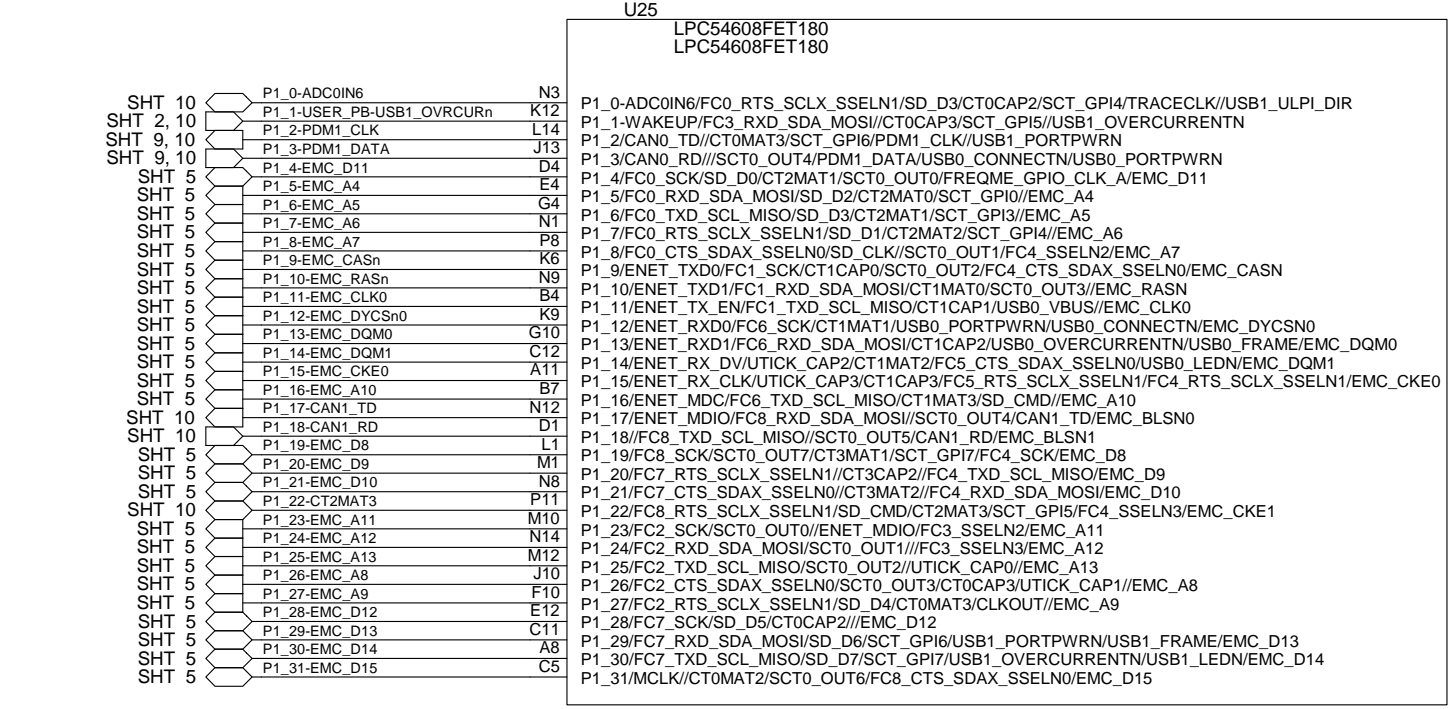 U25
LPC54608FET180
LPC54608FET180
SHT 10 P1_0-ADC0IN6 N3 P1_0-ADC0IN6/FC0_RTS_SCLX_SSELN1/SD_D3/CT0CAP2/SCT_GPI4/TRACECLK//USB1_ULPI_DIR
SHT 2, 10 P1_1-USER_PB-USB1_OVRCURn K12 P1_1-WAKEUP/FC3_RXD_SDA_MOSI//CT0CAP3/SCT_GPI5//USB1_OVERCURRENTN
SHT 9, 10 P1_2-PDM1_CLK L14 P1_2/CAN0_TD//CT0MAT3/SCT_GPI6/PDM1_CLK//USB1_PORTPWRN
SHT 9, 10 P1_3-PDM1_DATA J13 P1_3/CAN0_RD///SCT0_OUT4/PDM1_DATA/USB0_CONNECTN/USB0_PORTPWRN
SHT 5 P1_4-EMC_D11 D4 P1_4/FC0_SCK/SD_D0/CT2MAT1/SCT0_OUT0/FREQME_GPIO_CLK_A/EMC_D11
SHT 5 P1_5-EMC_A4 E4 P1_5/FC0_RXD_SDA_MOSI/SD_D2/CT2MAT0/SCT_GPI0//EMC_A4
SHT 5 P1_6-EMC_A5 G4 P1_6/FC0_TXD_SCL_MISO/SD_D3/CT2MAT1/SCT_GPI3//EMC_A5
SHT 5 P1_7-EMC_A6 N1 P1_7/FC0_RTS_SCLX_SSELN1/SD_D1/CT2MAT2/SCT_GPI4//EMC_A6
SHT 5 P1_8-EMC_A7 P8 P1_8/FC0_CTS_SDAX_SSELN0/SD_CLK//SCT0_OUT1/FC4_SSELN2/EMC_A7
SHT 5 P1_9-EMC_CASn K6 P1_9/ENET_TXD0/FC1_SCK/CT1CAP0/SCT0_OUT2/FC4_CTS_SDAX_SSELN0/EMC_CASN
SHT 5 P1_10-EMC_RASn N9 P1_10/ENET_TXD1/FC1_RXD_SDA_MOSI/CT1MAT0/SCT0_OUT3//EMC_RASN
SHT 5 P1_11-EMC_CLK0 B4 P1_11/ENET_TX_EN/FC1_TXD_SCL_MISO/CT1CAP1/USB0_VBUS//EMC_CLK0
SHT 5 P1_12-EMC_DYCSn0 K9 P1_12/ENET_RXD0/FC6_SCK/CT1MAT1/USB0_PORTPWRN/USB0_CONNECTN/EMC_DYCSN0
SHT 5 P1_13-EMC_DQM0 G10 P1_13/ENET_RXD1/FC6_RXD_SDA_MOSI/CT1CAP2/USB0_OVERCURRENTN/USB0_FRAME/EMC_DQM0
SHT 5 P1_14-EMC_DQM1 C12 P1_14/ENET_RX_DV/UTICK_CAP2/CT1MAT2/FC5_CTS_SDAX_SSELN0/USB0_LEDN/EMC_DQM1
SHT 5 P1_15-EMC_CKE0 A11 P1_15/ENET_RX_CLK/UTICK_CAP3/CT1CAP3/FC5_RTS_SCLX_SSELN1/FC4_RTS_SCLX_SSELN1/EMC_CKE0
SHT 5 P1_16-EMC_A10 B7 P1_16/ENET_MDC/FC6_TXD_SCL_MISO/CT1MAT3/SD_CMD//EMC_A10
SHT 10 P1_17-CAN1_TD N12 P1_17/ENET_MDIO/FC8_RXD_SDA_MOSI//SCT0_OUT4/CAN1_TD/EMC_BLSN0
SHT 10 P1_18-CAN1_RD D1 P1_18//FC8_TXD_SCL_MISO//SCT0_OUT5/CAN1_RD/EMC_BLSN1
SHT 5 P1_19-EMC_D8 L1 P1_19/FC8_SCK/SCT0_OUT7/CT3MAT1/SCT_GPI7/FC4_SCK/EMC_D8
SHT 5 P1_20-EMC_D9 M1 P1_20/FC7_RTS_SCLX_SSELN1//CT3CAP2//FC4_TXD_SCL_MISO/EMC_D9
SHT 5 P1_21-EMC_D10 N8 P1_21/FC7_CTS_SDAX_SSELN0//CT3MAT2//FC4_RXD_SDA_MOSI/EMC_D10
SHT 10 P1_22-CT2MAT3 P11 P1_22/FC8_RTS_SCLX_SSELN1/SD_CMD/CT2MAT3/SCT_GPI5/FC4_SSELN3/EMC_CKE1
SHT 5 P1_23-EMC_A11 M10 P1_23/FC2_SCK/SCT0_OUT0//ENET_MDIO/FC3_SSELN2/EMC_A11
SHT 5 P1_24-EMC_A12 N14 P1_24/FC2_RXD_SDA_MOSI/SCT0_OUT1///FC3_SSELN3/EMC_A12
SHT 5 P1_25-EMC_A13 M12 P1_25/FC2_TXD_SCL_MISO/SCT0_OUT2//UTICK_CAP0//EMC_A13
SHT 5 P1_26-EMC_A8 J10 P1_26/FC2_CTS_SDAX_SSELN0/SCT0_OUT3/CT0CAP3/UTICK_CAP1//EMC_A8
SHT 5 P1_27-EMC_A9 F10 P1_27/FC2_RTS_SCLX_SSELN1/SD_D4/CT0MAT3/CLKOUT//EMC_A9
SHT 5 P1_28-EMC_D12 E12 P1_28/FC7_SCK/SD_D5/CT0CAP2///EMC_D12
SHT 5 P1_29-EMC_D13 C11 P1_29/FC7_RXD_SDA_MOSI/SD_D6/SCT_GPI6/USB1_PORTPWRN/USB1_FRAME/EMC_D13
SHT 5 P1_30-EMC_D14 A8 P1_30/FC7_TXD_SCL_MISO/SD_D7/SCT_GPI7/USB1_OVERCURRENTN/USB1_LEDN/EMC_D14
SHT 5 P1_31-EMC_D15 C5 P1_31/MCLK//CT0MAT2/SCT0_OUT6/FC8_CTS_SDAX_SSELN0/EMC_D15